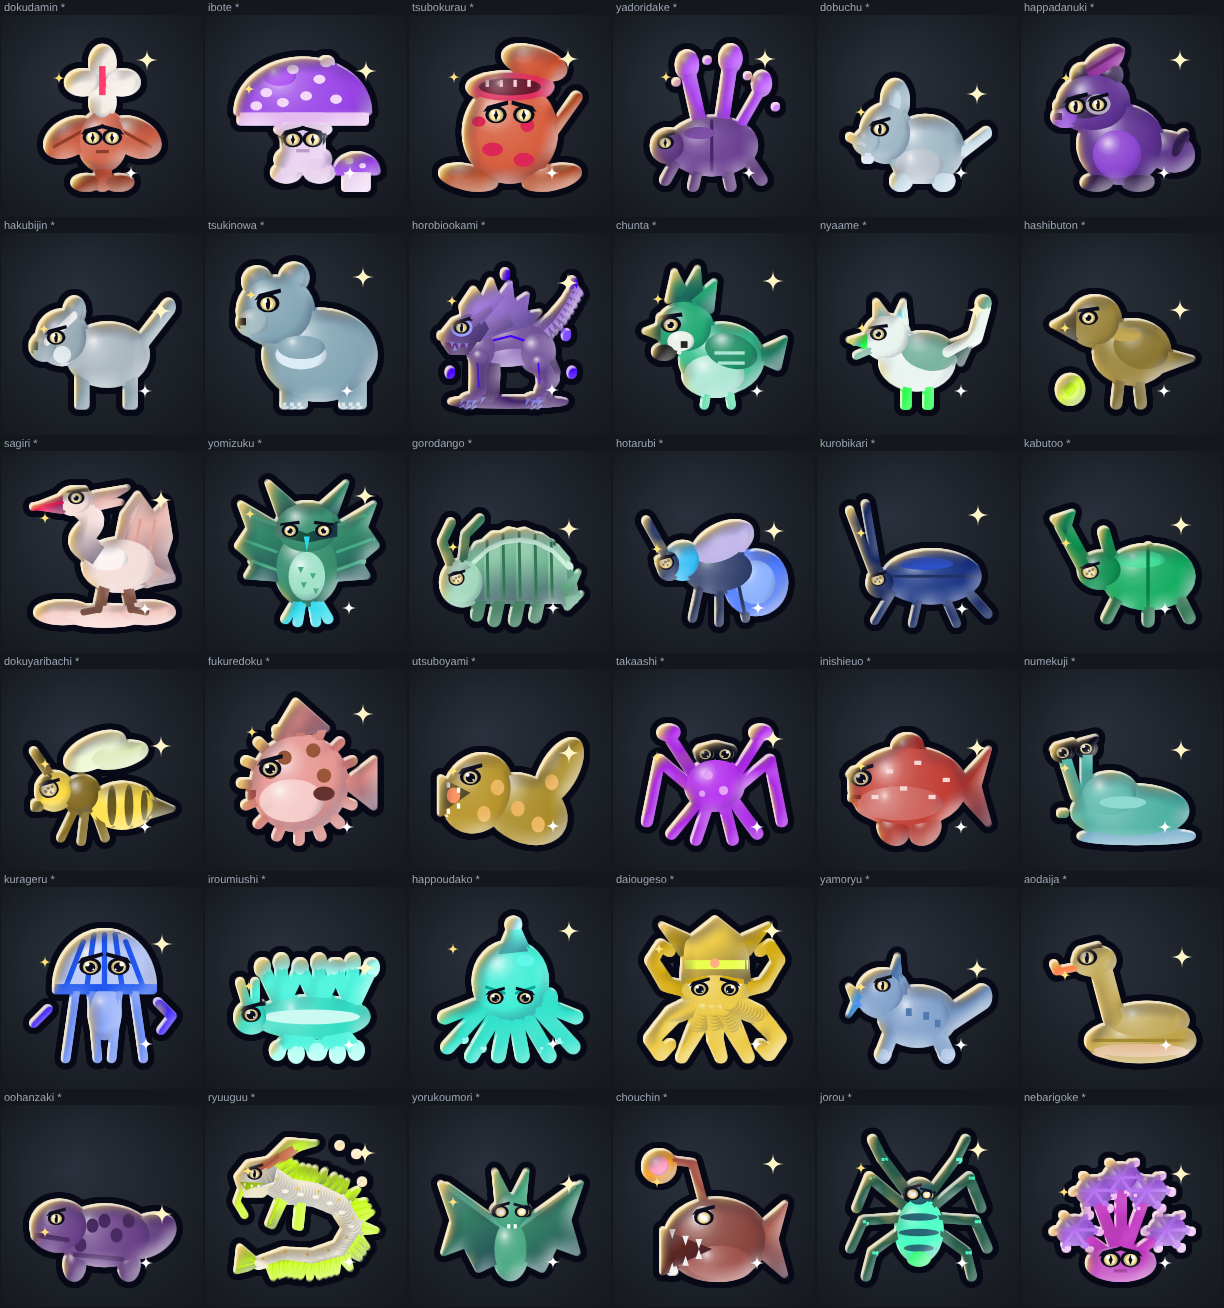 dokudamin *
ibote *
tsubokurau *
yadoridake *
dobuchu *
happadanuki *
hakubijin *
tsukinowa *
horobiookami *
chunta *
nyaame *
hashibuton *
sagiri *
yomizuku *
gorodango *
hotarubi *
kurobikari *
kabutoo *
dokuyaribachi *
fukuredoku *
utsuboyami *
takaashi *
inishieuo *
numekuji *
kurageru *
iroumiushi *
happoudako *
daiougeso *
yamoryu *
aodaija *
oohanzaki *
ryuuguu *
yorukoumori *
chouchin *
jorou *
nebarigoke *